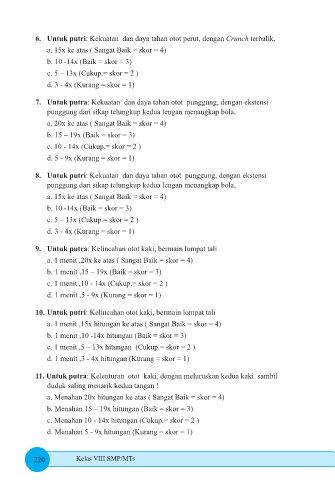 6. Untuk putri: Kekuatan dan daya tahan otot perut, dengan Crunch terbalik,
a. 15x ke atas ( Sangat Baik = skor = 4)
b. 10 -14x (Baik = skor = 3)
c. 5 – 13x (Cukup.= skor = 2 )
d. 3 - 4x (Kurang = skor = 1)
7. Untuk putra: Kekuatan dan daya tahan otot punggung, dengan ekstensi
punggung dari sikap telungkup kedua lengan menangkap bola,
a. 20x ke atas ( Sangat Baik = skor = 4)
b. 15 – 19x (Baik = skor = 3)
c. 10 - 14x (Cukup.= skor = 2 )
d. 5 - 9x (Kurang = skor = 1)
8. Untuk putri: Kekuatan dan daya tahan otot punggung, dengan ekstensi
punggung dari sikap telungkup kedua lengan menangkap bola,
a. 15x ke atas ( Sangat Baik = skor = 4)
b. 10 -14x (Baik = skor = 3)
c. 5 – 13x (Cukup.= skor = 2 )
d. 3 - 4x (Kurang = skor = 1)
9. Untuk putra: Kelincahan otot kaki, bermain lompat tali
a. 1 menit ,20x ke atas ( Sangat Baik = skor = 4)
b. 1 menit ,15 – 19x (Baik = skor = 3)
c. 1 menit ,10 - 14x (Cukup.= skor = 2 )
d. 1 menit ,5 - 9x (Kurang = skor = 1)
10. Untuk putri: Kelincahan otot kaki, bermain lompat tali
a. 1 menit ,15x hitungan ke atas ( Sangat Baik = skor = 4)
b. 1 menit ,10 -14x hitungan (Baik = skor = 3)
c. 1 menit ,5 – 13x hitungan (Cukup.= skor = 2 )
d. 1 menit ,3 - 4x hitungan (Kurang = skor = 1)
11. Untuk putra: Kelenturan otot kaki, dengan meluruskan kedua kaki sambil
duduk saling menarik kedua tangan !
a. Menahan 20x hitungan ke atas ( Sangat Baik = skor = 4)
b. Menahan 15 – 19x hitungan (Baik = skor = 3)
c. Menahan 10 - 14x hitungan (Cukup.= skor = 2 )
d. Menahan 5 - 9x hitungan (Kurang = skor = 1)
220 Kelas VIII SMP/MTs